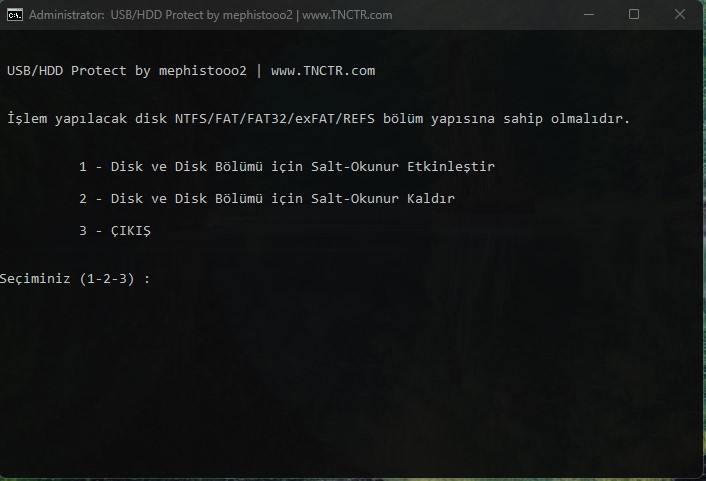 Administrator: USB/HDD Protect by mephistooo2 | www.TNCTR.com
USB/HDD Protect by mephistooo2 | www.TNCTR.com
İşlem yapılacak disk NTFS/FAT/FAT32/exFAT/REFS bölüm yapısına sahip olmalıdır.
1 - Disk ve Disk Bölümü için Salt-Okunur Etkinleştir
2 - Disk ve Disk Bölümü için Salt-Okunur Kaldır
3 - ÇIKIŞ
Seçiminiz (1-2-3) :